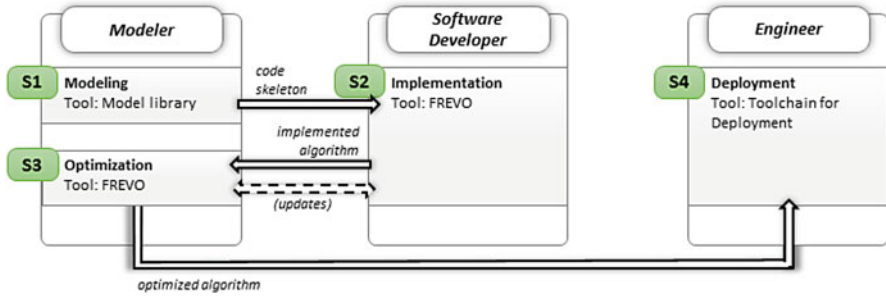 Modeler
Software
Developer
Engineer
S1
Modeling
Tool: Model library
code
skeleton
S2
Implementation
Tool: FREVO
S4
Deployment
Tool: Toolchain for
Deployment
implemented
algorithm
S3
Optimization
Tool: FREVO
(updates)
optimized algorithm